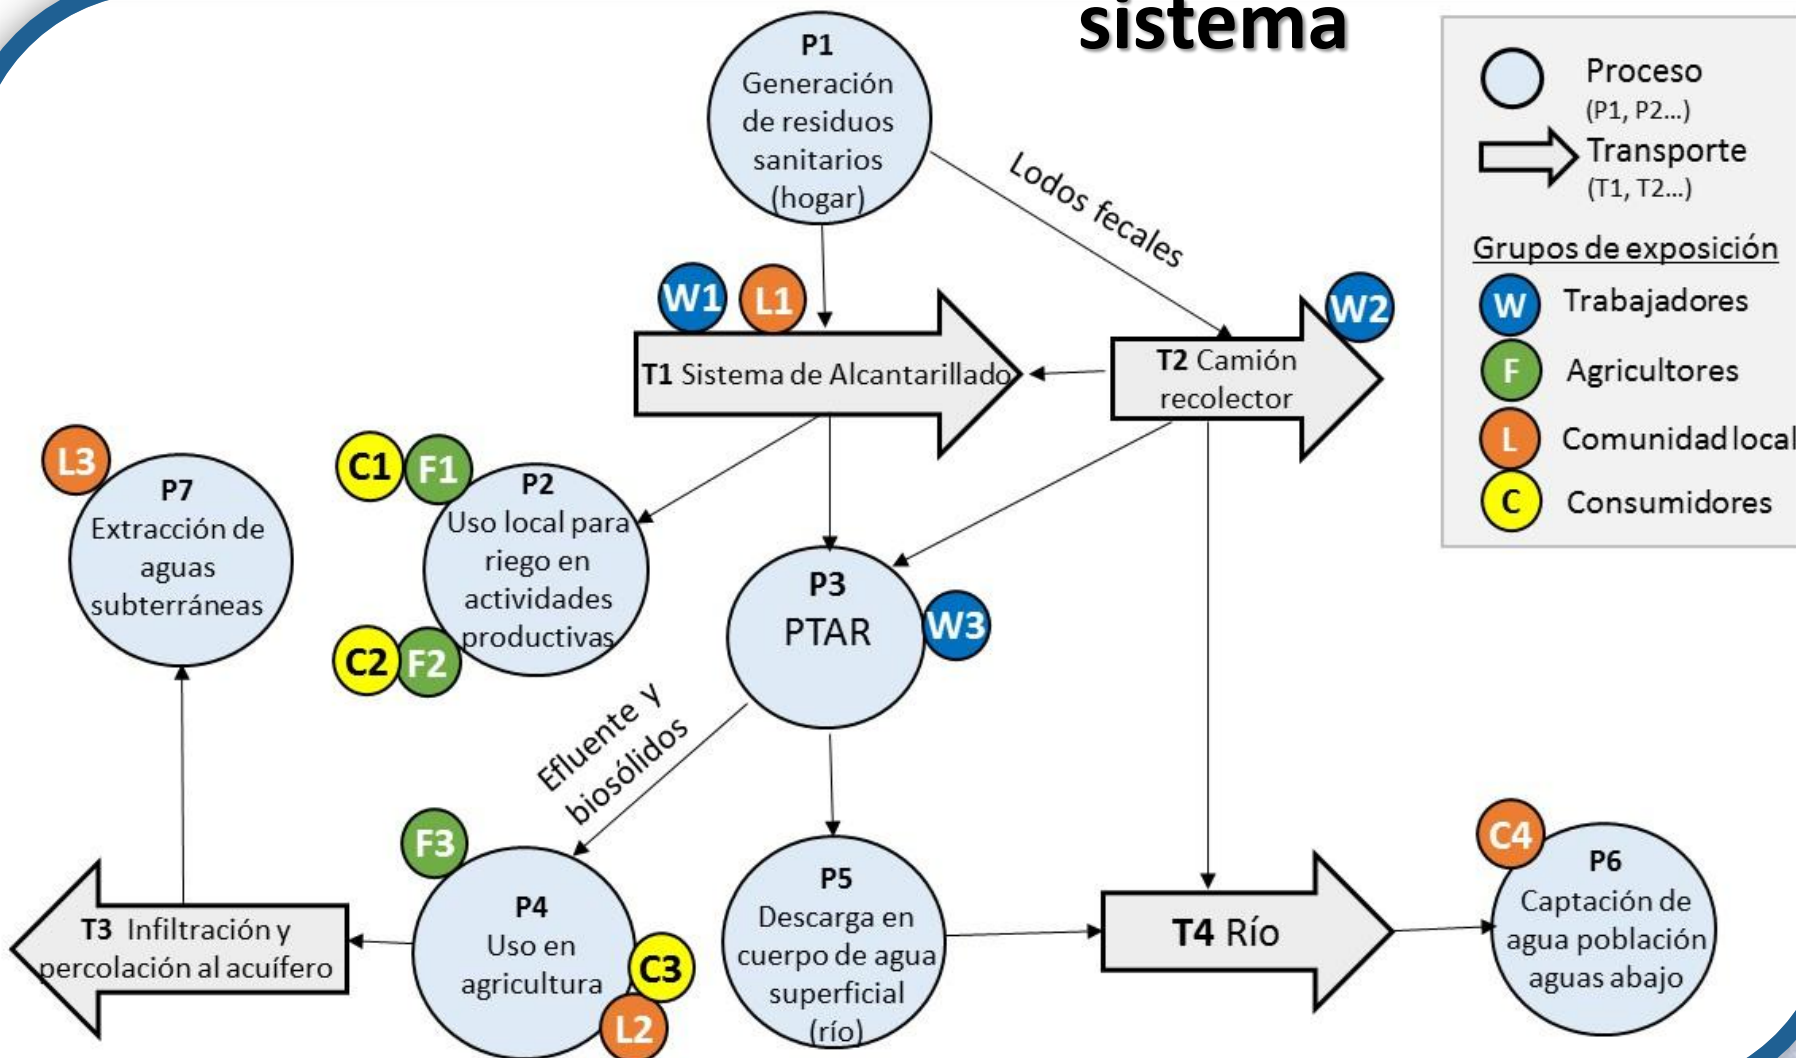 sistema
P1
Generación
de residuos
sanitarios
(hogar)
Lodos fecales
W1
L1
W2
T1 Sistema de Alcantarillado
T2 Camión
recolector
L3
P7
Extracción de
aguas
subterráneas
C1
F1
P2
Uso local para
riego en
actividades
productivas
C2
F2
P3
PTAR
W3
Efluente y
biosólidos
F3
P4
Uso en
agricultura
C3
L2
T3 Infiltración y
percolación al acuífero
P5
Descarga en
cuerpo de agua
superficial
(río)
T4 Río
C4
P6
Captación de
agua población
aguas abajo
Proceso
(P1, P2...)
Transporte
(T1, T2...)
Grupos de exposición
W Trabajadores
F Agricultores
L Comunidad local
C Consumidores